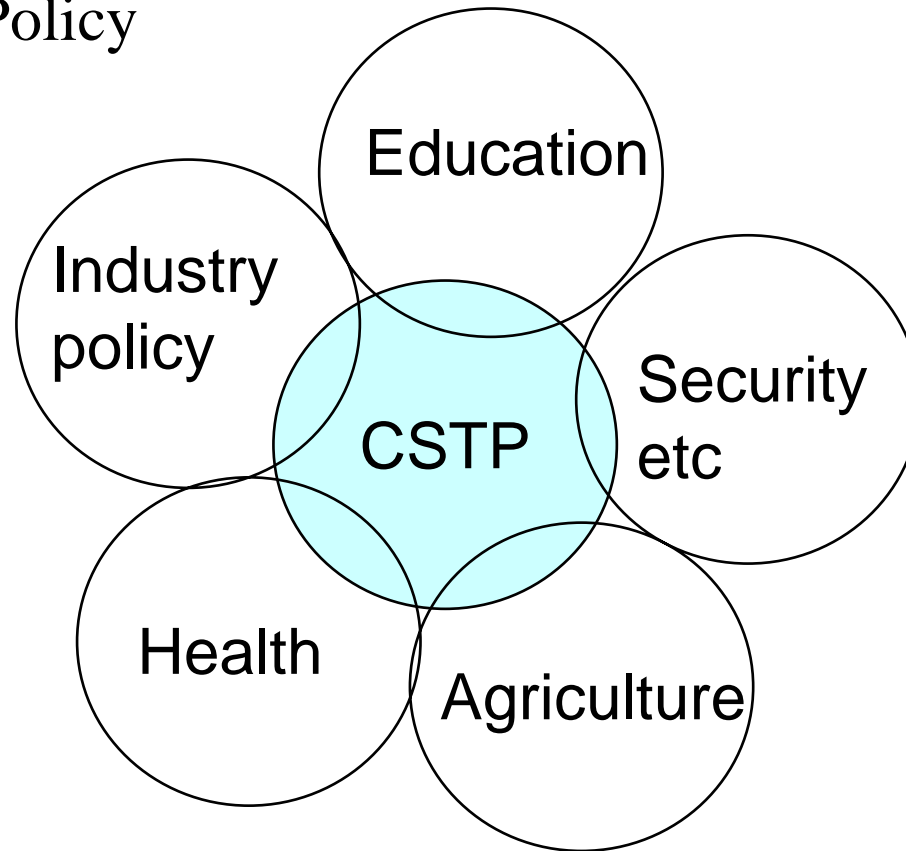 Policy
Education
Industry
policy
Security
etc
CSTP
Health
Agriculture